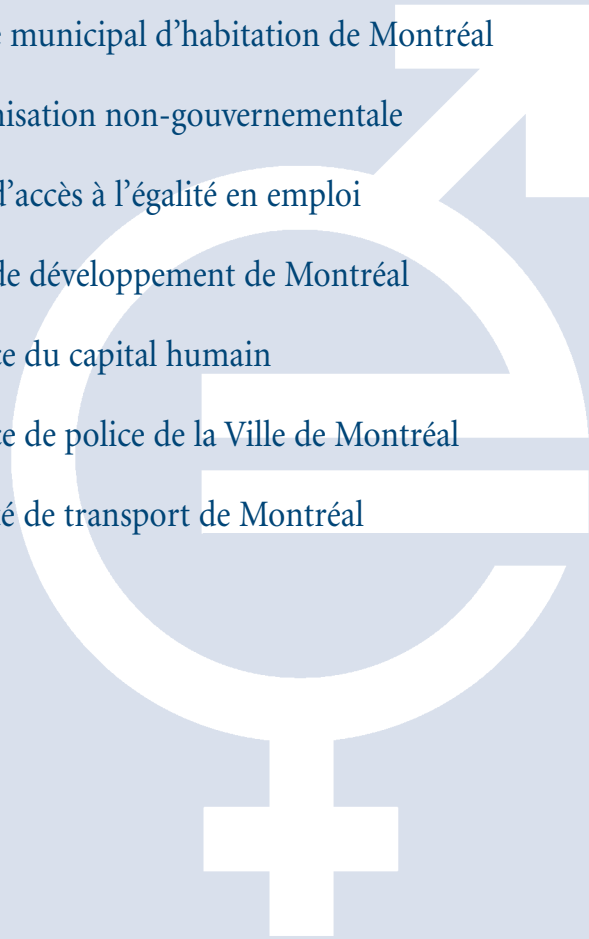 e municipal d’habitation de Montréal
nisation non-gouvernementale
d’accès à l’égalité en emploi
de développement de Montréal
ce du capital humain
ce de police de la Ville de Montréal
té de transport de Montréal